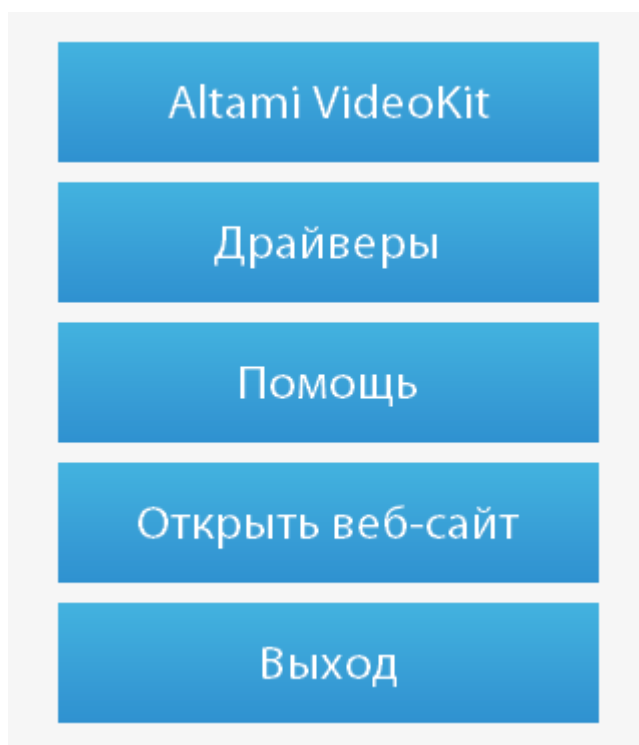 Altami VideoKit
Драйверы
Помощь
Открыть веб-сайт
Выход